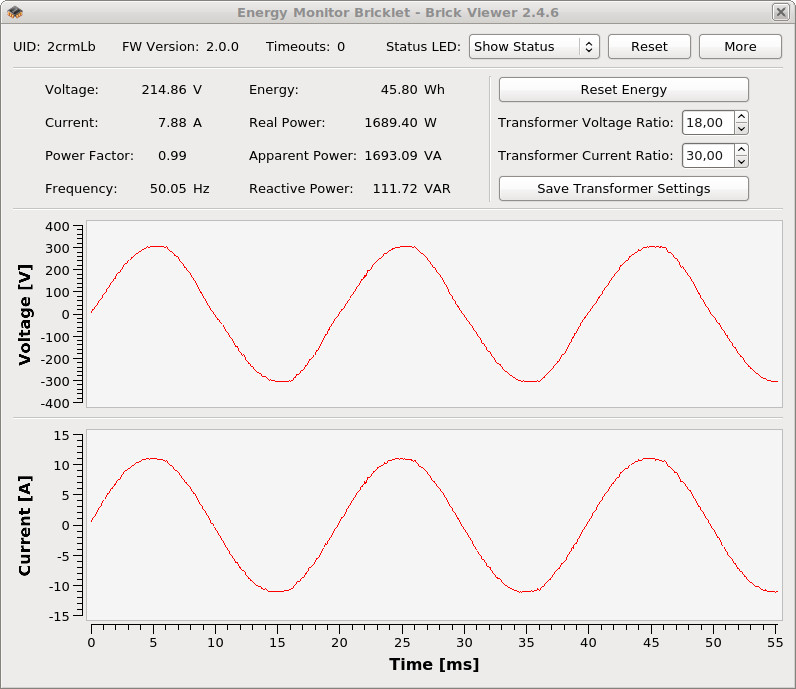 Energy Monitor Bricklet - Brick Viewer 2.4.6
UID: 2crmLb FW Version: 2.0.0 Timeouts: 0 Status LED: Show Status Reset More
Voltage: 214.86 V Energy: 45.80 Wh Reset Energy
Current: 7.88 A Real Power: 1689.40 W Transformer Voltage Ratio: 18,00
Power Factor: 0.99 Apparent Power: 1693.09 VA Transformer Current Ratio: 30,00
Frequency: 50.05 Hz Reactive Power: 111.72 VAR Save Transformer Settings
Voltage [V]
400
300
200
100
0
-100
-200
-300
-400
Current [A]
15
10
5
0
-5
-10
-15
0 5 10 15 20 25 30 35 40 45 50 55
Time [ms]